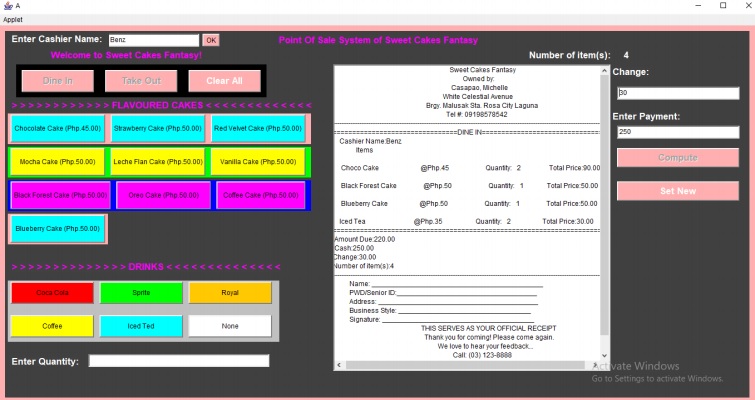 A
Applet
Enter Cashier Name: Benz OK
Point Of Sale System of Sweet Cakes Fantasy
Welcome to Sweet Cakes Fantasy!
Number of item(s): 4
Dine In Take Out Clear All
> > > > > > > > > > > > FLAVOURED CAKES < < < < < < < < < < < < <
Chocolate Cake (Php.45.00) Strawberry Cake (Php.50.00) Red Velvet Cake (Php.50.00)
Mocha Cake (Php.50.00) Leche Flan Cake (Php.50.00) Vanilla Cake (Php.50.00)
Black Forest Cake (Php.50.00) Oreo Cake (Php.50.00) Coffee Cake (Php.50.00)
Blueberry Cake (Php.50.00)
> > > > > > > > > > > > > > DRINKS < < < < < < < < < < < < < <
Coca Cola Sprite Royal
Coffee Iced Ted None
Enter Quantity:
Sweet Cakes Fantasy
Owned by:
Casapao, Michelle
White Celestial Avenue
Brgy. Malusak Sta. Rosa City Laguna
Tel #: 09198578542
DINE IN
Cashier Name:Benz
Items
Choco Cake @Php.45 Quantity: 2 Total Price:90.00
Black Forest Cake @Php.50 Quantity: 1 Total Price:50.00
Blueberry Cake @Php.50 Quantity: 1 Total Price:50.00
Iced Tea @Php.35 Quantity: 2 Total Price:30.00
Amount Due:220.00
Cash:250.00
Change:30.00
Number of item(s):4
Name:
PWD/Senior ID:
Address:
Business Style:
Signature:
THIS SERVES AS YOUR OFFICIAL RECEIPT
Thank you for coming! Please come again.
We love to hear your feedback...
Call: (03) 123-8888
Change:
30
Enter Payment:
250
Compute
Set New
Activate Windows
Go to Settings to activate Windows.